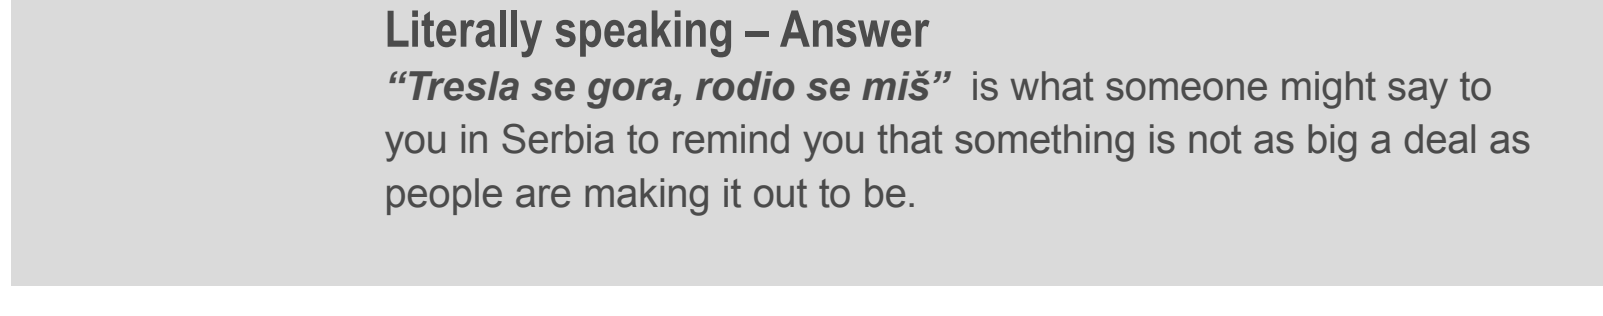 Literally speaking – Answer
“Tresla se gora, rodio se miš” is what someone might say to
you in Serbia to remind you that something is not as big a deal as
people are making it out to be.